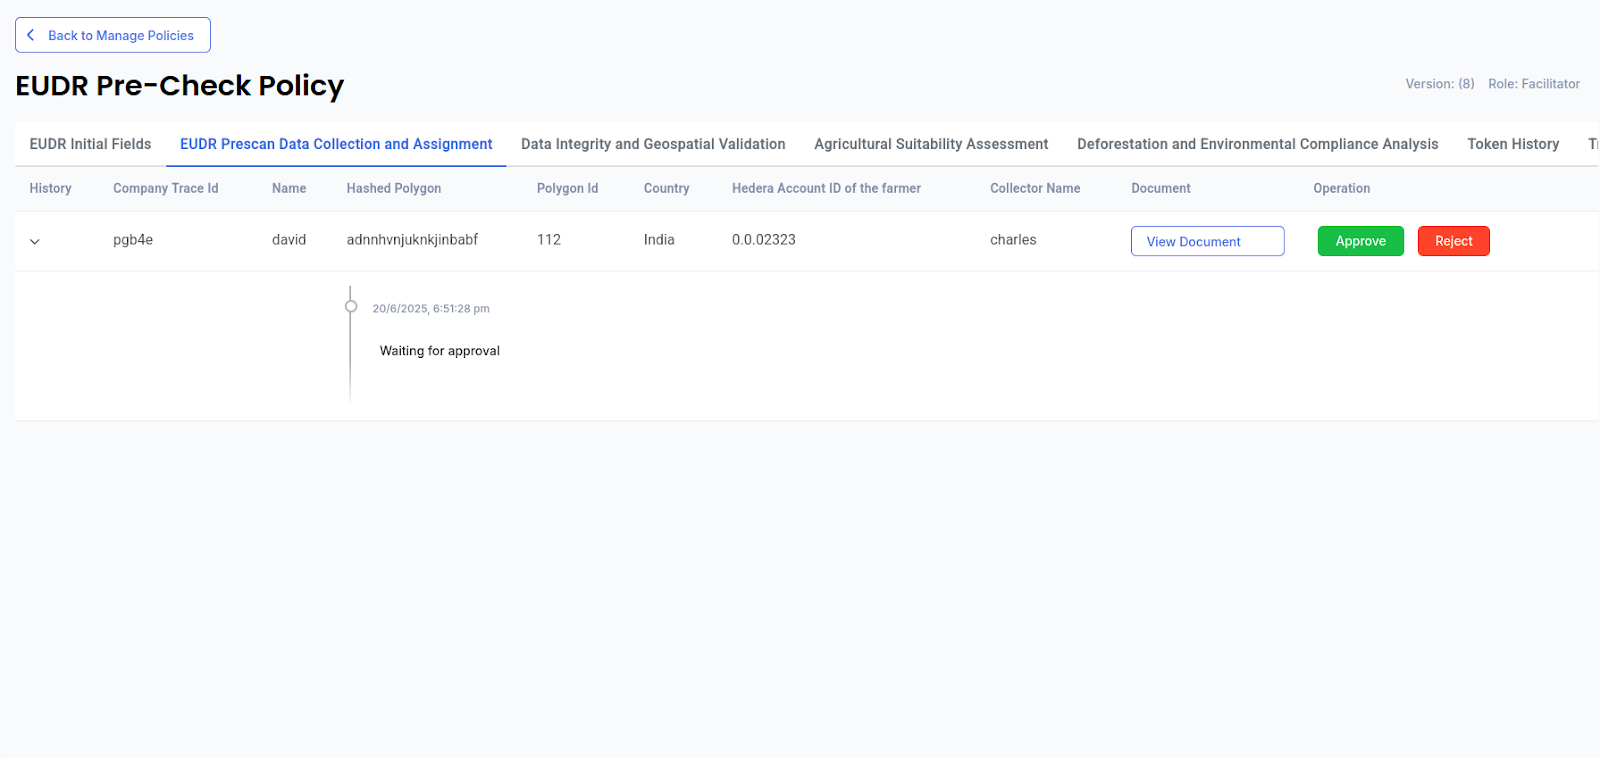 Back to Manage Policies
EUDR Pre-Check Policy
Version: (8) Role: Facilitator
EUDR Initial Fields EUDR Prescan Data Collection and Assignment Data Integrity and Geospatial Validation Agricultural Suitability Assessment Deforestation and Environmental Compliance Analysis Token History
History Company Trace Id Name Hashed Polygon Polygon Id Country Hedera Account ID of the farmer Collector Name Document Operation
pgb4e david adnnhvnjuknkjinbabf 112 India 0.0.02323 charles View Document Approve Reject
20/6/2025, 6:51:28 pm
Waiting for approval